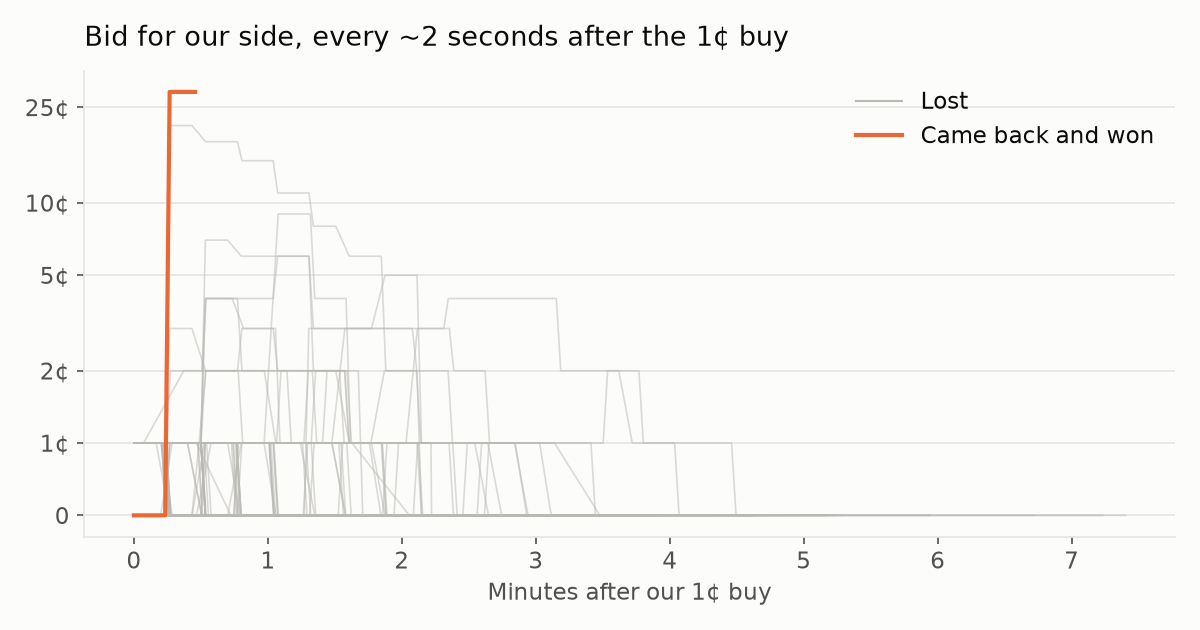 Bid for our side, every ~2 seconds after the 1¢ buy
Lost
Came back and won
25¢
10¢
5¢
2¢
1¢
0
0 1 2 3 4 5 6 7
Minutes after our 1¢ buy